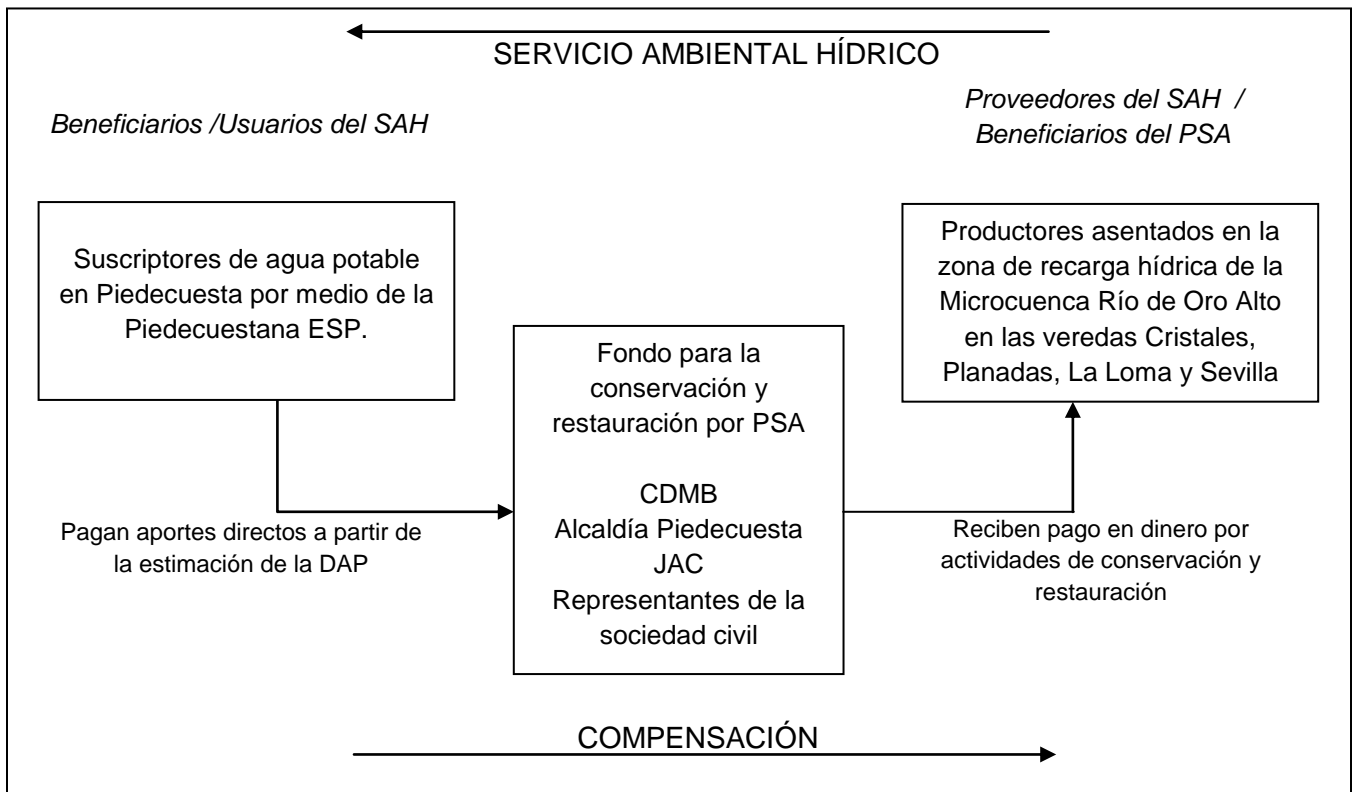 SERVICIO AMBIENTAL HÍDRICO
Beneficiarios /Usuarios del SAH
Proveedores del SAH /
Beneficiarios del PSA
Suscriptores de agua potable
en Piedecuesta por medio de la
Piedecuestana ESP.
Productores asentados en la
zona de recarga hídrica de la
Microcuenca Río de Oro Alto
en las veredas Cristales,
Planadas, La Loma y Sevilla
Fondo para la
conservación y
restauración por PSA
CDMB
Alcaldía Piedecuesta
JAC
Representantes de la
sociedad civil
Pagan aportes directos a partir de
la estimación de la DAP
Reciben pago en dinero por
actividades de conservación y
restauración
COMPENSACIÓN